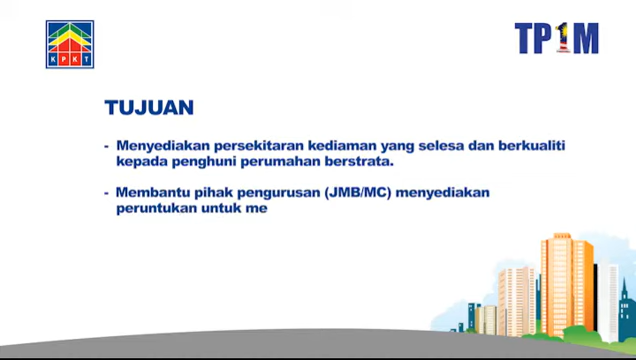 KPKT
TP1M
TUJUAN
- Menyediakan persekitaran kediaman yang selesa dan berkualiti
kepada penghuni perumahan berstrata.
- Membantu pihak pengurusan (JMB/MC) menyediakan
peruntukan untuk me